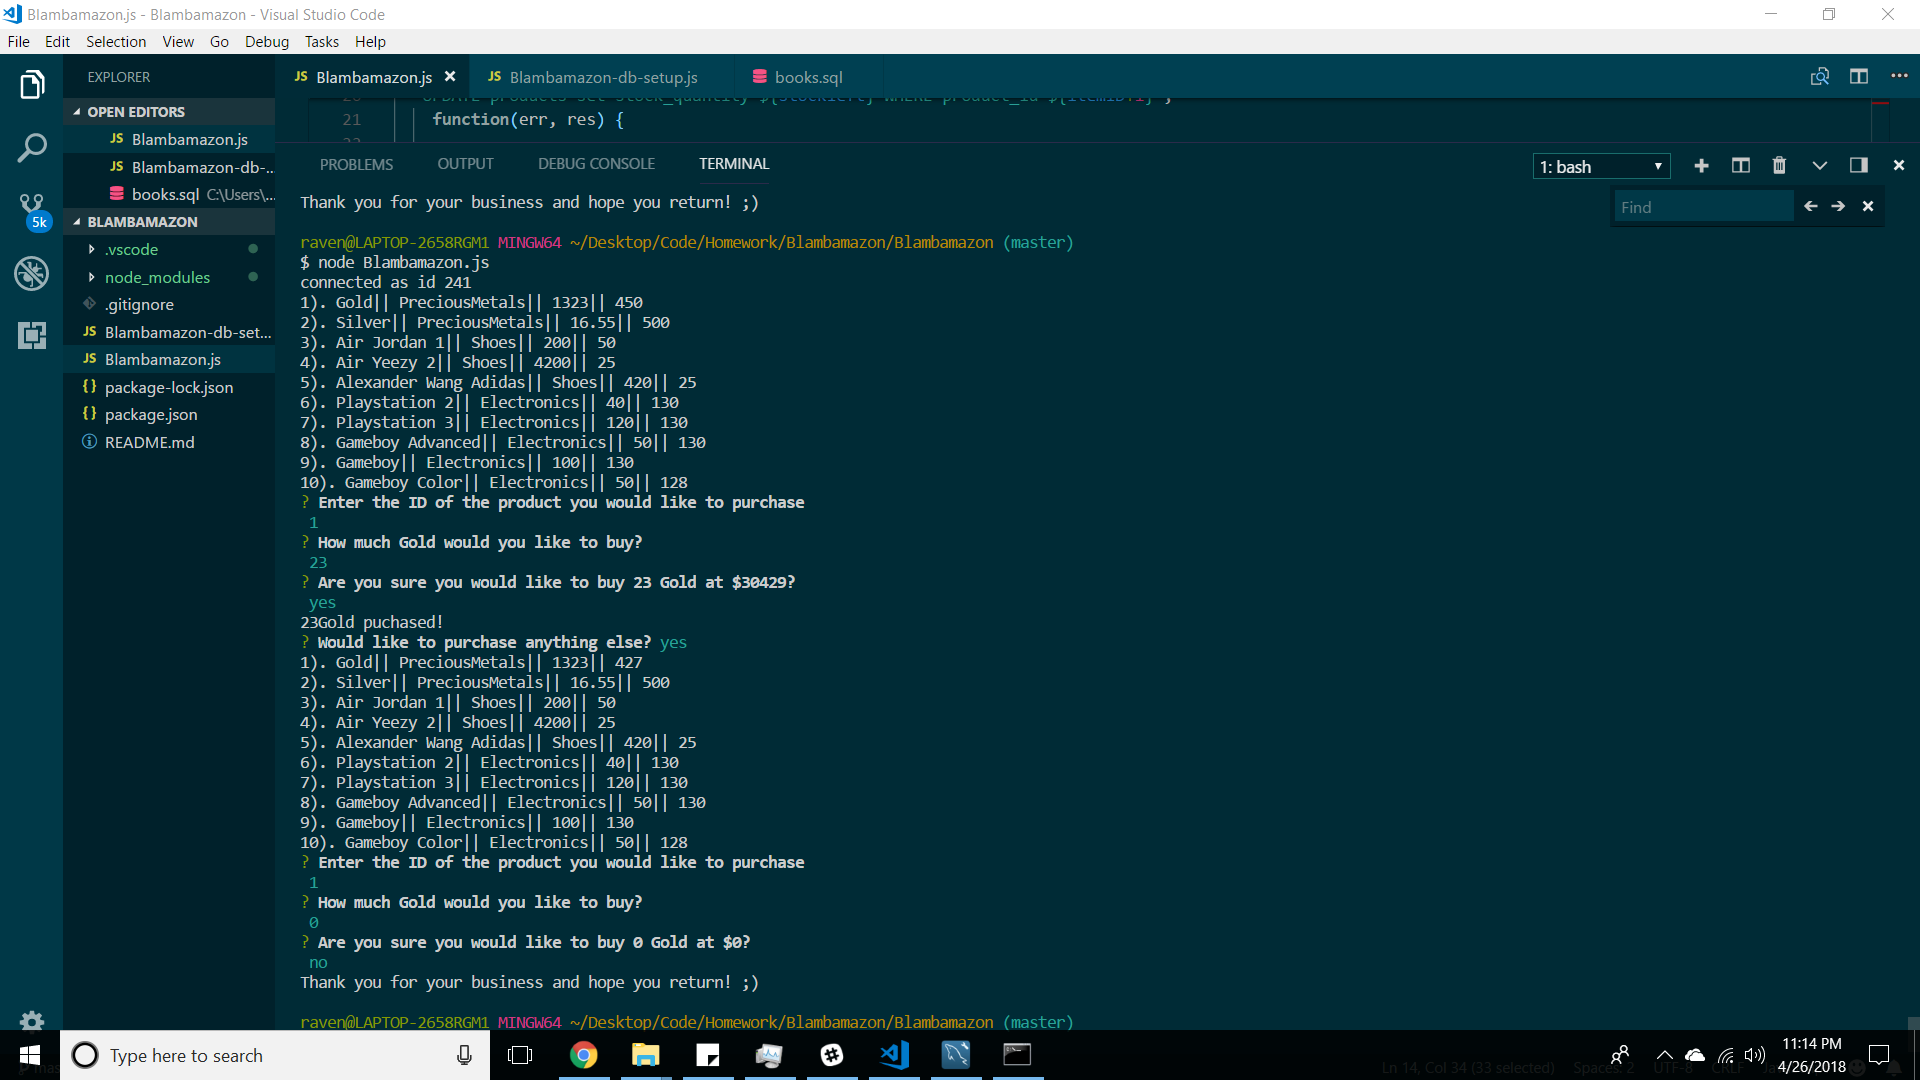 Blambamazon.js - Blambamazon - Visual Studio Code
File Edit Selection View Go Debug Tasks Help
EXPLORER
OPEN EDITORS
JS Blambamazon.js
JS Blambamazon-db-...
books.sql C:\Users\...
5k
BLAMBAMAZON
.vscode
node_modules
.gitignore
JS Blambamazon-db-set...
JS Blambamazon.js
{} package-lock.json
{} package.json
README.md
JS Blambamazon.js JS Blambamazon-db-setup.js books.sql
21 function(err, res) {
PROBLEMS OUTPUT DEBUG CONSOLE TERMINAL
1: bash
Find
Thank you for your business and hope you return! ;)
raven@LAPTOP-2658RGM1 MINGW64 ~/Desktop/Code/Homework/Blambamazon/Blambamazon (master)
$ node Blambamazon.js
connected as id 241
1). Gold|| PreciousMetals|| 1323|| 450
2). Silver|| PreciousMetals|| 16.55|| 500
3). Air Jordan 1|| Shoes|| 200|| 50
4). Air Yeezy 2|| Shoes|| 4200|| 25
5). Alexander Wang Adidas|| Shoes|| 420|| 25
6). Playstation 2|| Electronics|| 40|| 130
7). Playstation 3|| Electronics|| 120|| 130
8). Gameboy Advanced|| Electronics|| 50|| 130
9). Gameboy|| Electronics|| 100|| 130
10). Gameboy Color|| Electronics|| 50|| 128
? Enter the ID of the product you would like to purchase
1
? How much Gold would you like to buy?
23
? Are you sure you would like to buy 23 Gold at $30429?
yes
23Gold puchased!
? Would like to purchase anything else? yes
1). Gold|| PreciousMetals|| 1323|| 427
2). Silver|| PreciousMetals|| 16.55|| 500
3). Air Jordan 1|| Shoes|| 200|| 50
4). Air Yeezy 2|| Shoes|| 4200|| 25
5). Alexander Wang Adidas|| Shoes|| 420|| 25
6). Playstation 2|| Electronics|| 40|| 130
7). Playstation 3|| Electronics|| 120|| 130
8). Gameboy Advanced|| Electronics|| 50|| 130
9). Gameboy|| Electronics|| 100|| 130
10). Gameboy Color|| Electronics|| 50|| 128
? Enter the ID of the product you would like to purchase
1
? How much Gold would you like to buy?
0
? Are you sure you would like to buy 0 Gold at $0?
no
Thank you for your business and hope you return! ;)
raven@LAPTOP-2658RGM1 MINGW64 ~/Desktop/Code/Homework/Blambamazon/Blambamazon (master)
Type here to search
Ln 14, Col 34 (33 selected) Spaces: 2 UTF-8 CRLF
11:14 PM
4/26/2018